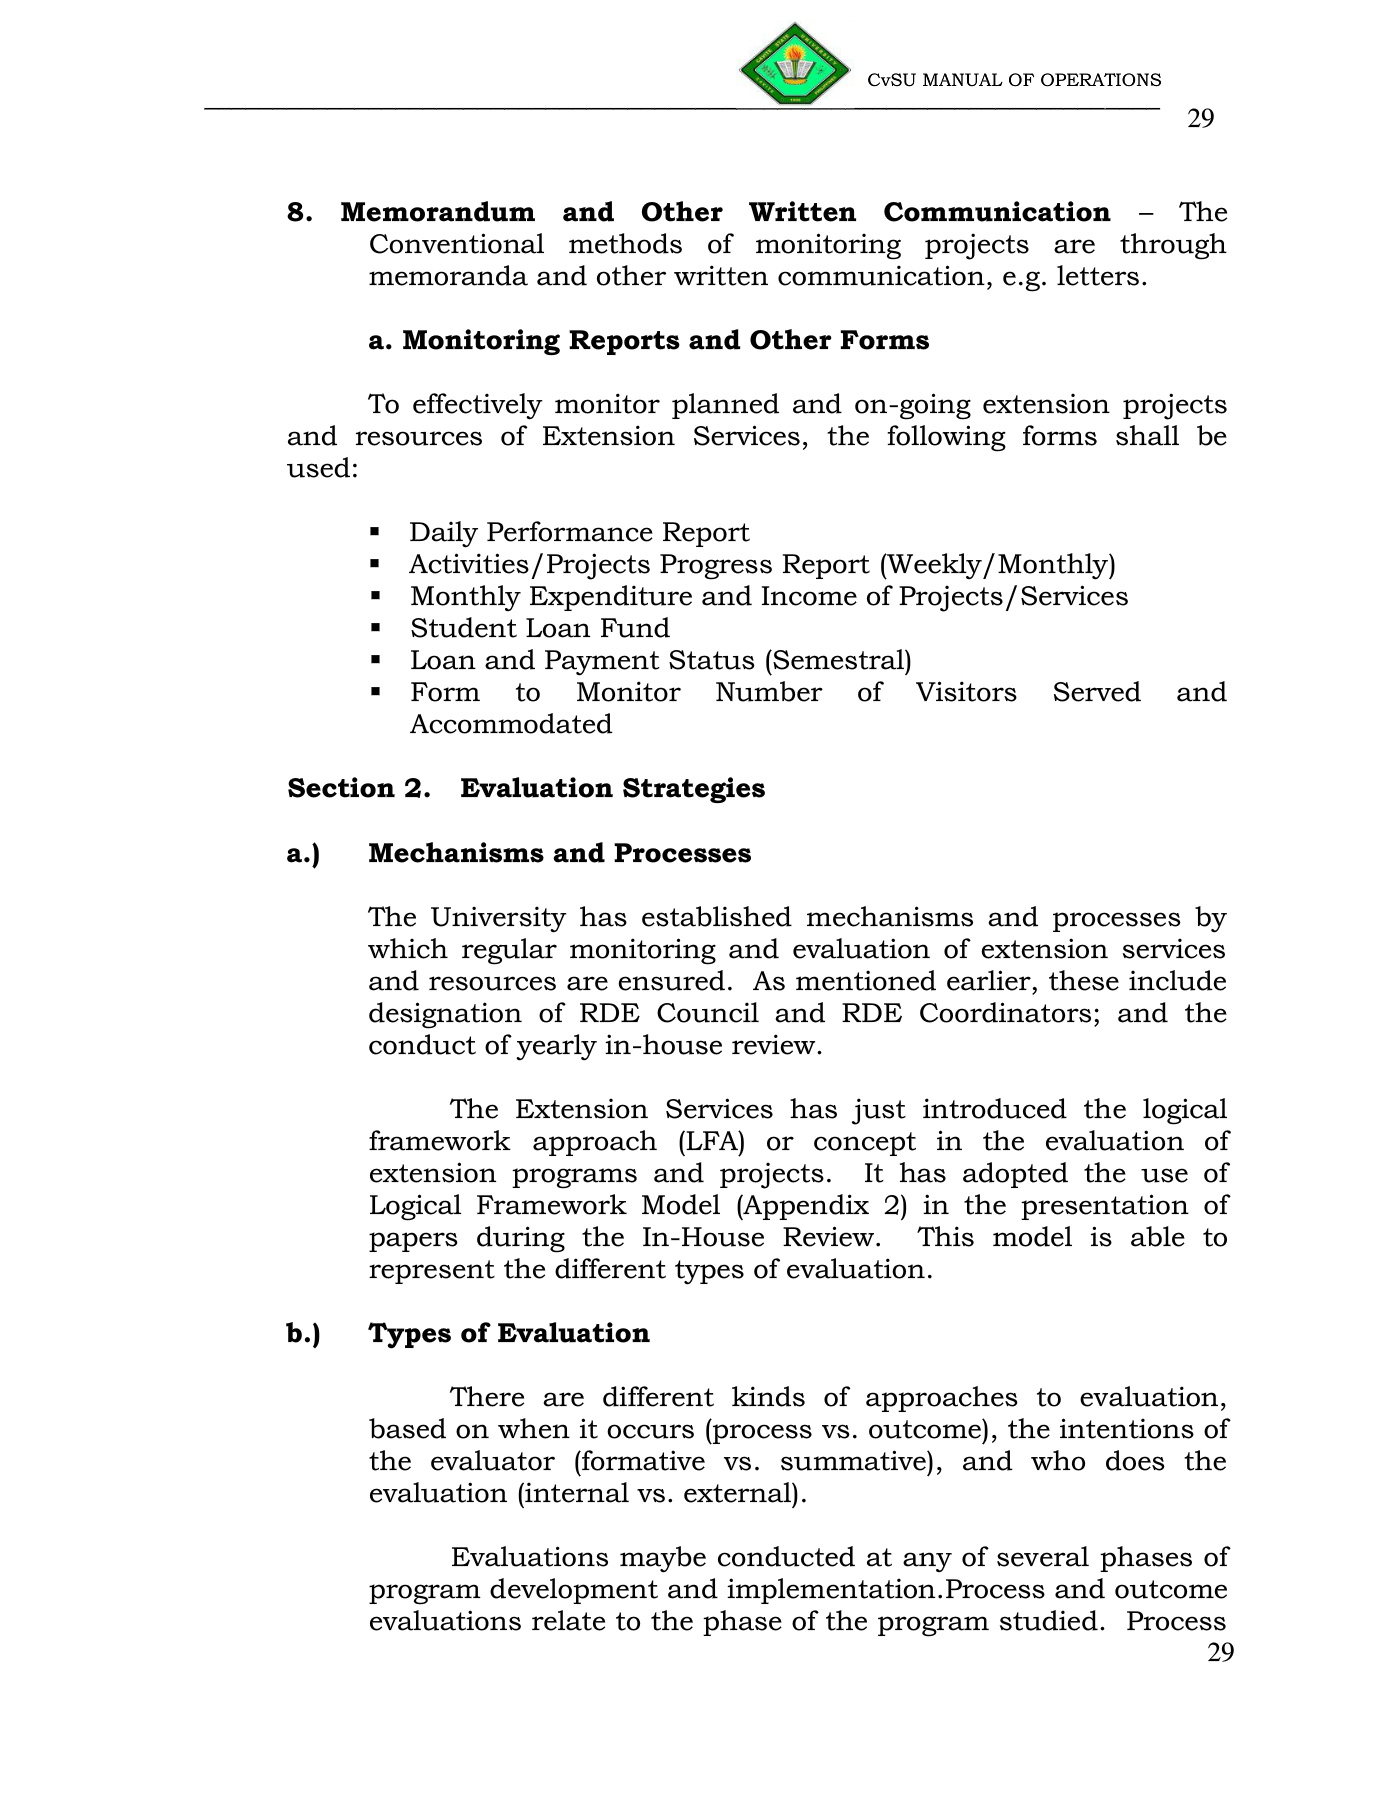 CvSU MANUAL OF OPERATIONS
29
8. Memorandum and Other Written Communication – The
Conventional methods of monitoring projects are through
memoranda and other written communication, e.g. letters.
a. Monitoring Reports and Other Forms
To effectively monitor planned and on-going extension projects
and resources of Extension Services, the following forms shall be
used:
▪ Daily Performance Report
▪ Activities/Projects Progress Report (Weekly/Monthly)
▪ Monthly Expenditure and Income of Projects/Services
▪ Student Loan Fund
▪ Loan and Payment Status (Semestral)
▪ Form to Monitor Number of Visitors Served and
Accommodated
Section 2. Evaluation Strategies
a.) Mechanisms and Processes
The University has established mechanisms and processes by
which regular monitoring and evaluation of extension services
and resources are ensured. As mentioned earlier, these include
designation of RDE Council and RDE Coordinators; and the
conduct of yearly in-house review.
The Extension Services has just introduced the logical
framework approach (LFA) or concept in the evaluation of
extension programs and projects. It has adopted the use of
Logical Framework Model (Appendix 2) in the presentation of
papers during the In-House Review. This model is able to
represent the different types of evaluation.
b.) Types of Evaluation
There are different kinds of approaches to evaluation,
based on when it occurs (process vs. outcome), the intentions of
the evaluator (formative vs. summative), and who does the
evaluation (internal vs. external).
Evaluations maybe conducted at any of several phases of
program development and implementation.Process and outcome
evaluations relate to the phase of the program studied. Process
29